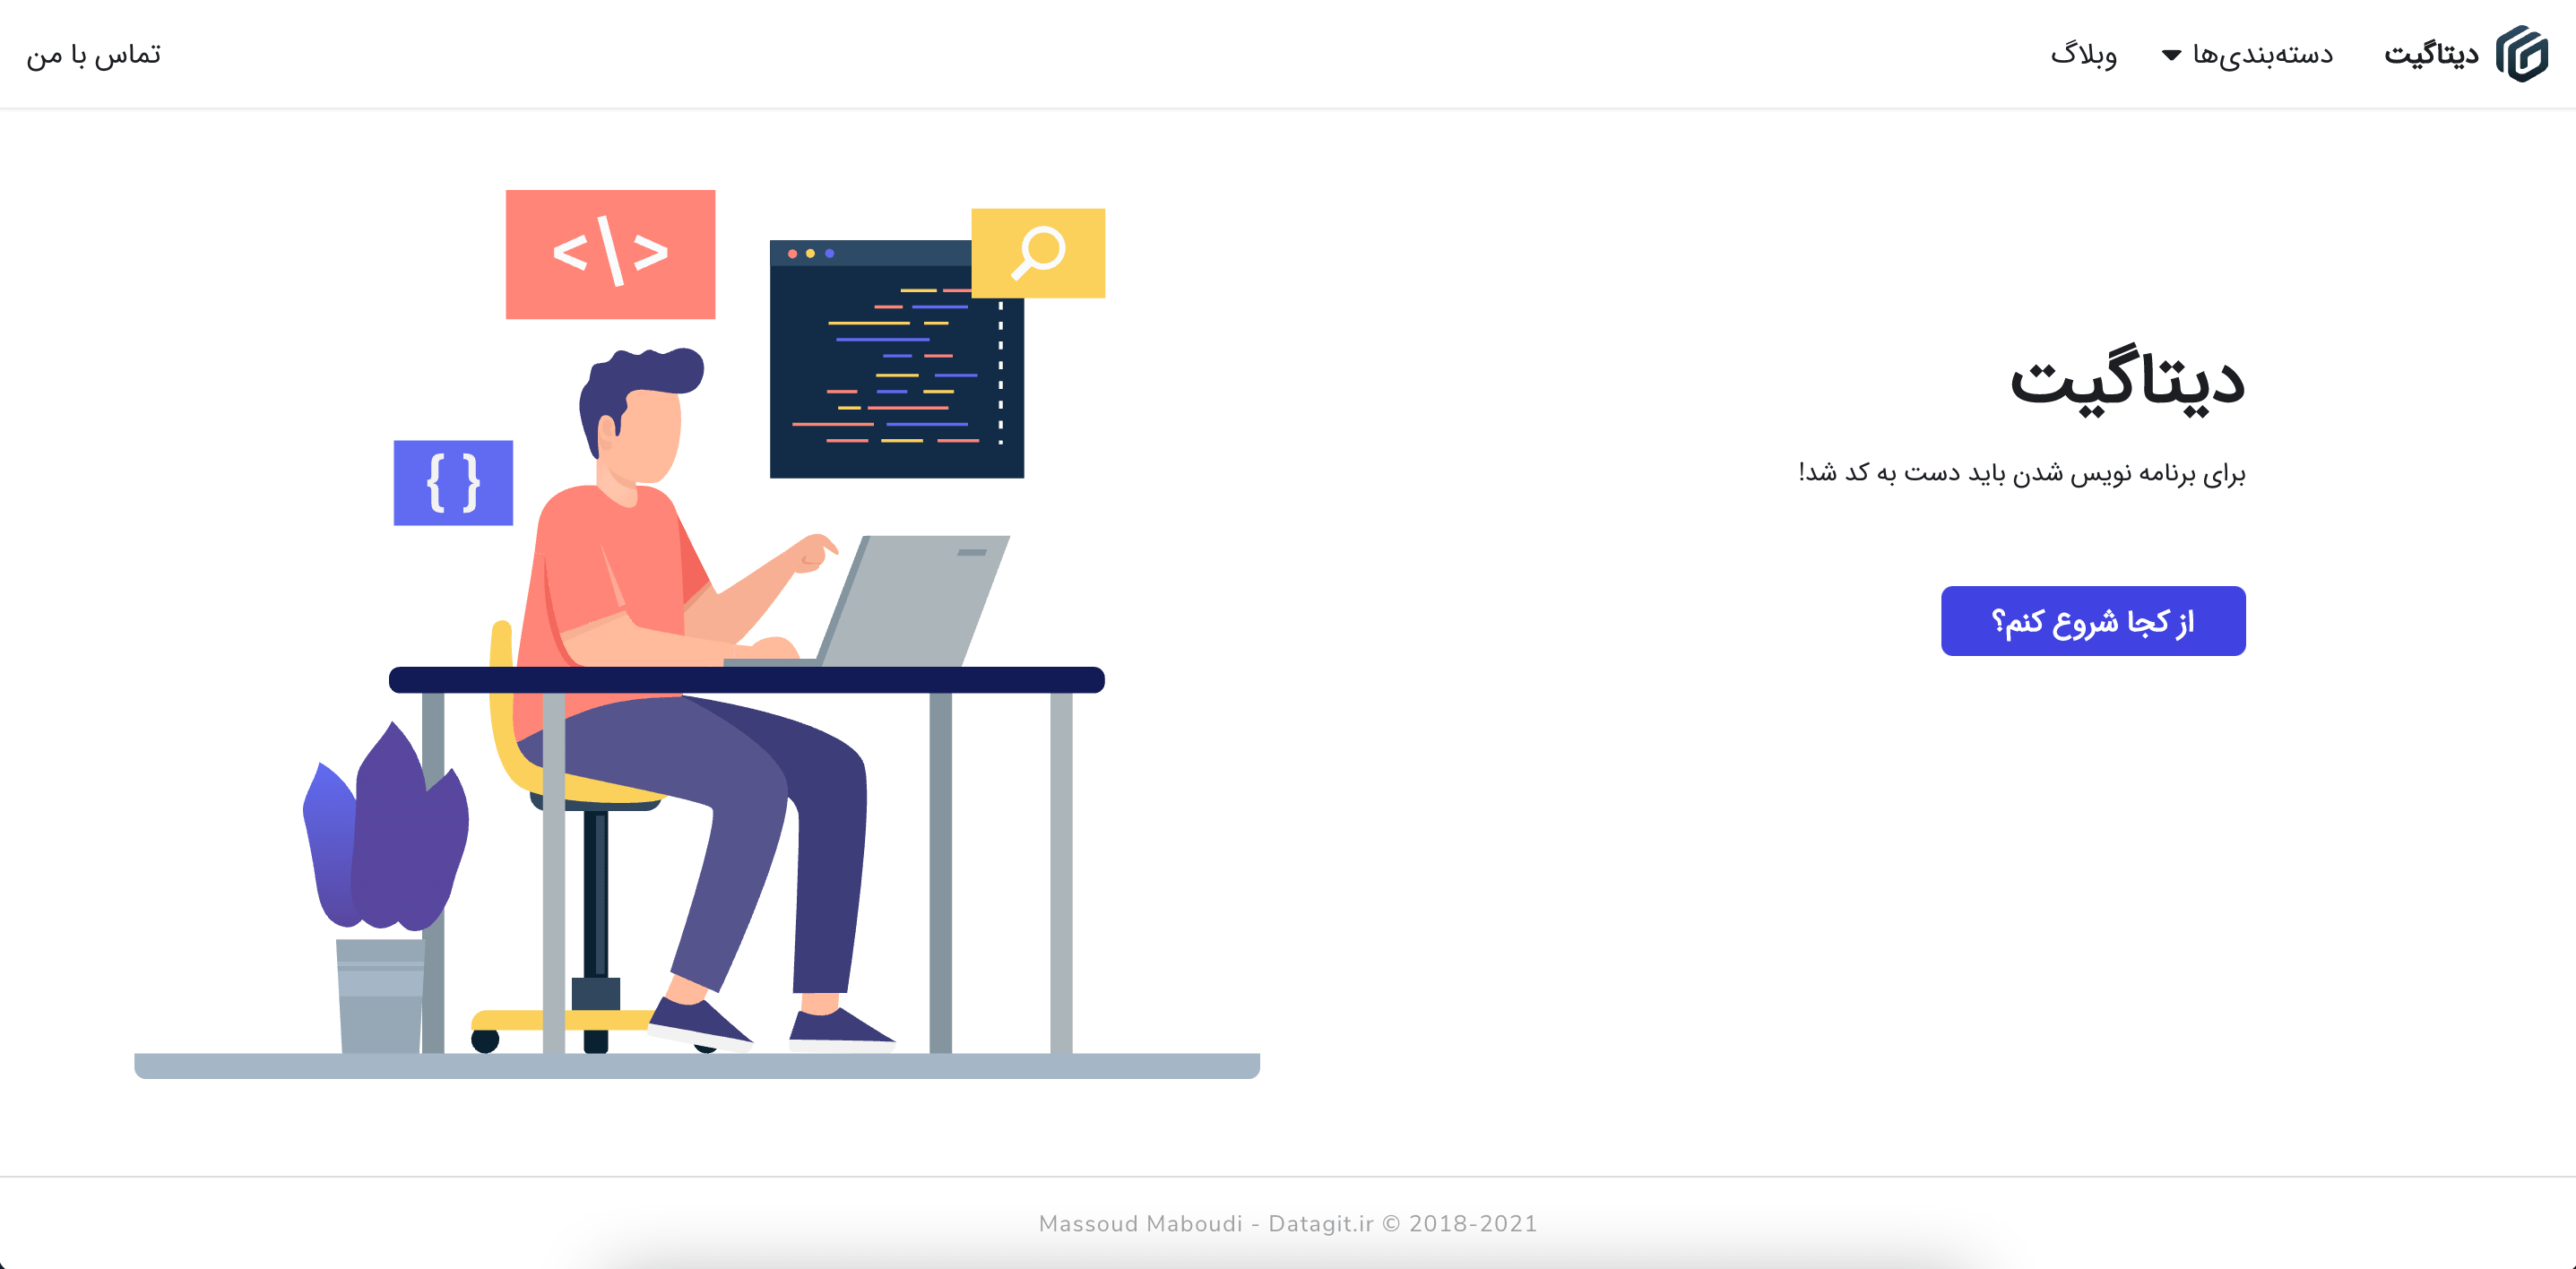 دیتاگیت
دسته‌بندی‌ها
وبلاگ
تماس با من
</>
{ }
دیتاگیت
برای برنامه نویس شدن باید دست به کد شد!
از کجا شروع کنم؟
Massoud Maboudi - Datagit.ir © 2018-2021